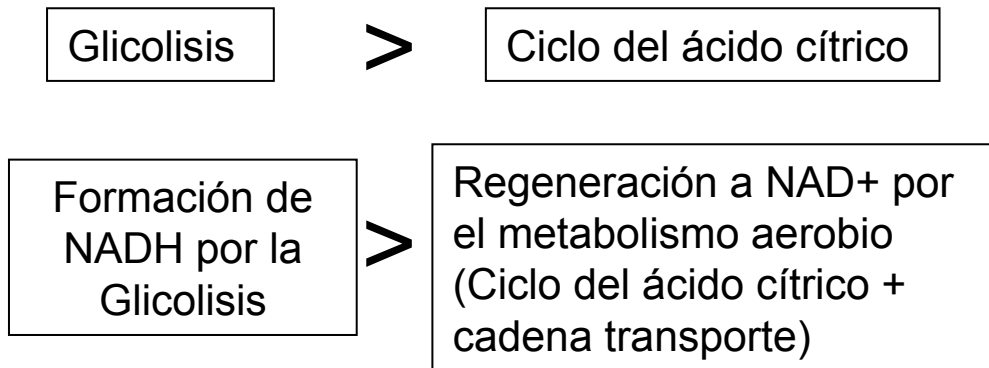 Glicolisis > Ciclo del ácido cítrico
Formación de
NADH por la
Glicolisis
>
Regeneración a NAD+ por
el metabolismo aerobio
(Ciclo del ácido cítrico +
cadena transporte)